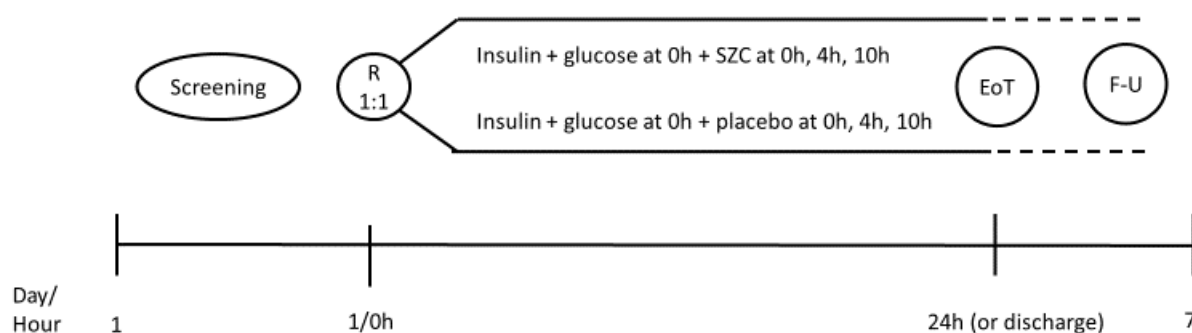 Screening
R
1:1
Insulin + glucose at 0h + SZC at 0h, 4h, 10h
Insulin + glucose at 0h + placebo at 0h, 4h, 10h
EoT
F-U
Day/
Hour
1
1/0h
24h (or discharge)
7